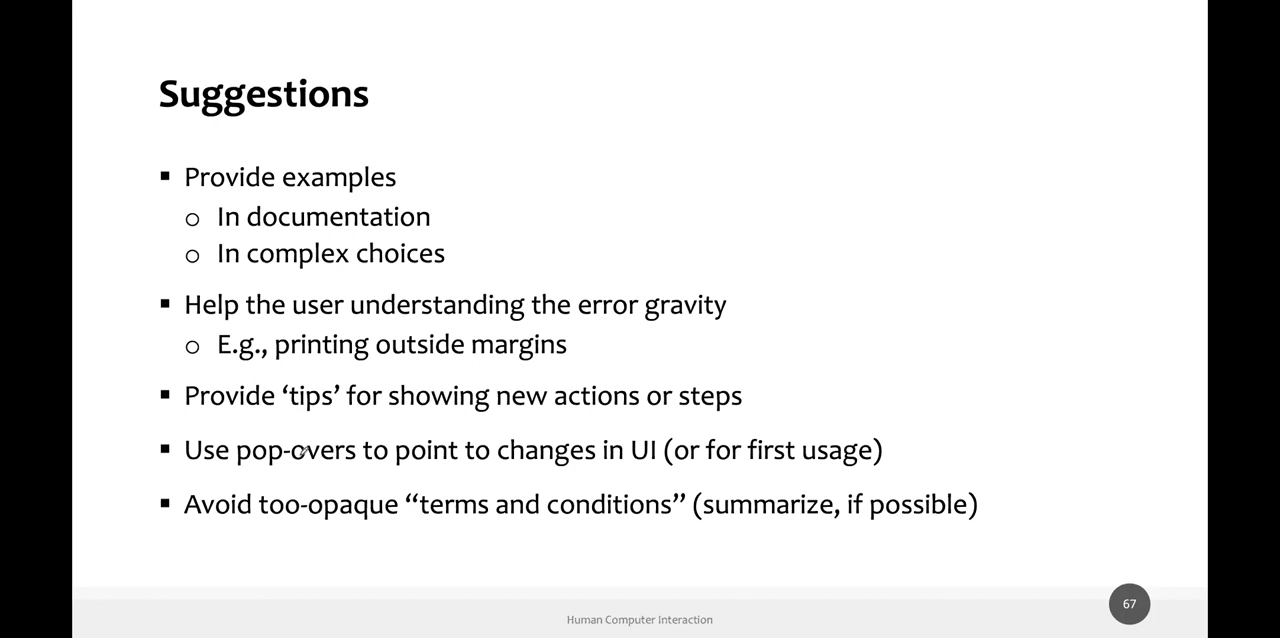 Suggestions
▪ Provide examples
o In documentation
o In complex choices
▪ Help the user understanding the error gravity
o E.g., printing outside margins
▪ Provide ‘tips’ for showing new actions or steps
▪ Use pop-overs to point to changes in UI (or for first usage)
▪ Avoid too-opaque “terms and conditions” (summarize, if possible)
67
Human Computer Interaction